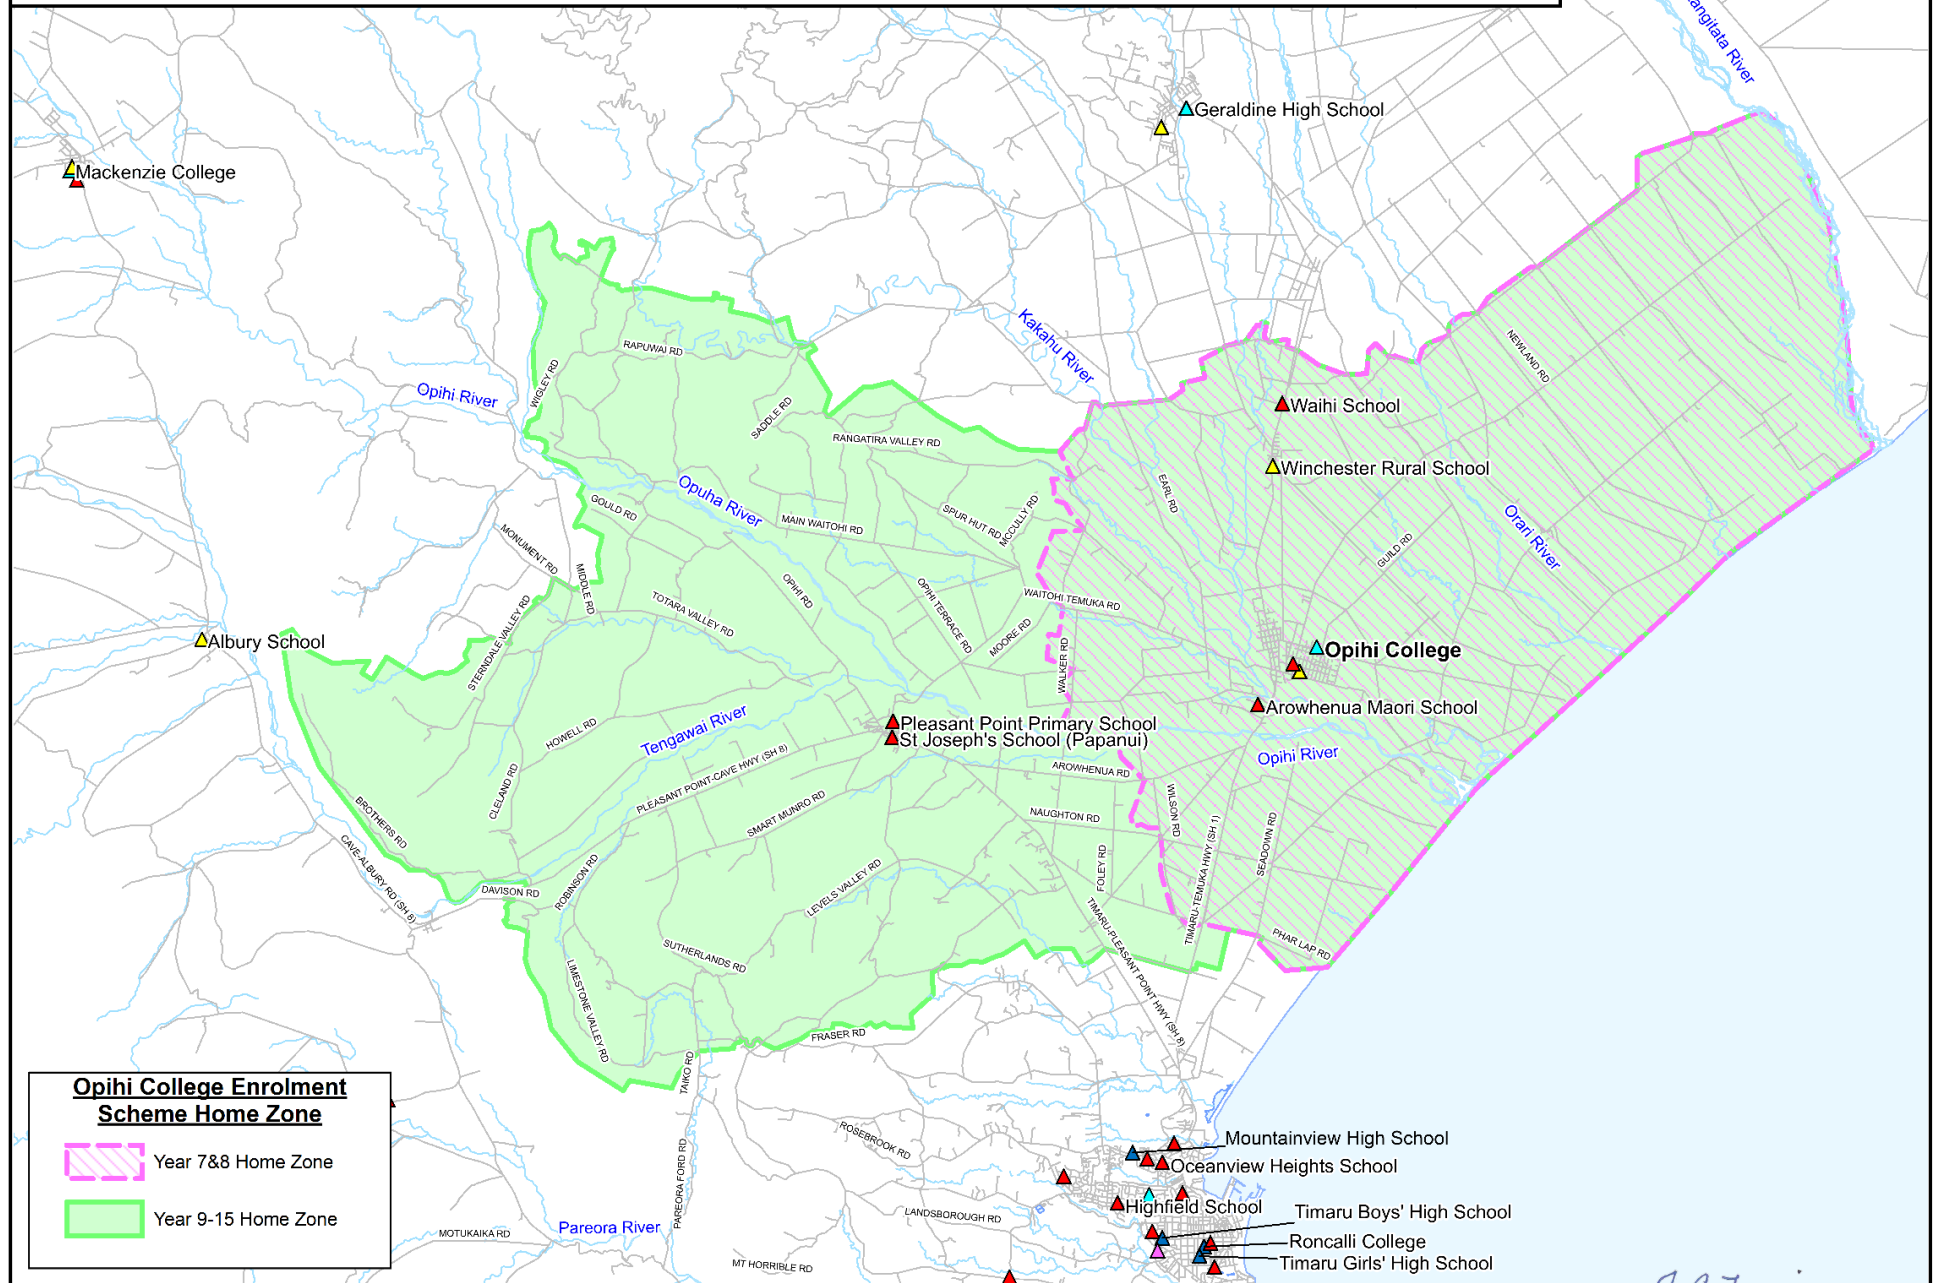 Geraldine High School
Mackenzie College
Kakahu River
RAPUWAI RD
NEWLAND RD
WIGLEY RD
Opihi River
Waihi School
SADDLE RD
RANGATIRA VALLEY RD
Winchester Rural School
EARL RD
Opuha River
GOULD RD
MAIN WAITOHI RD
SPUR HUT RD
MCCULLY RD
Orari River
MONUMENT RD
GUILD RD
MIDDLE RD
OPIHI RD
OPIHI TERRACE RD
WAITOHI TEMUKA RD
TOTARA VALLEY RD
STERNDALE VALLEY RD
MOORE RD
Albury School
WALKER RD
Opihi College
Arowhenua Maori School
HOWELL RD
Tengawai River
Pleasant Point Primary School
St Joseph's School (Papanui)
Opihi River
PLEASANT POINT-CAVE HWY (SH 8)
AROWHENUA RD
CLELAND RD
BROTHERS RD
SMART MUNRO RD
NAUGHTON RD
WILSON RD
CAVE-ALBURY RD (SH 8)
SEADOWN RD
TIMARU-TEMUKA HWY (SH 1)
FOLEY RD
DAVISON RD
ROBINSON RD
LEVELS VALLEY RD
TIMARU-PLEASANT POINT HWY (SH 8)
PHAR LAP RD
SUTHERLANDS RD
LIMESTONE VALLEY RD
FRASER RD
TAIKO RD
Opihi College Enrolment
Scheme Home Zone
Year 7&8 Home Zone
Year 9-15 Home Zone
ROSEBROOK RD
Mountainview High School
Oceanview Heights School
PAREORA FORD RD
Highfield School
LANDSBOROUGH RD
Timaru Boys' High School
Pareora River
MOTUKAIKA RD
Roncalli College
Timaru Girls' High School
MT HORRIBLE RD